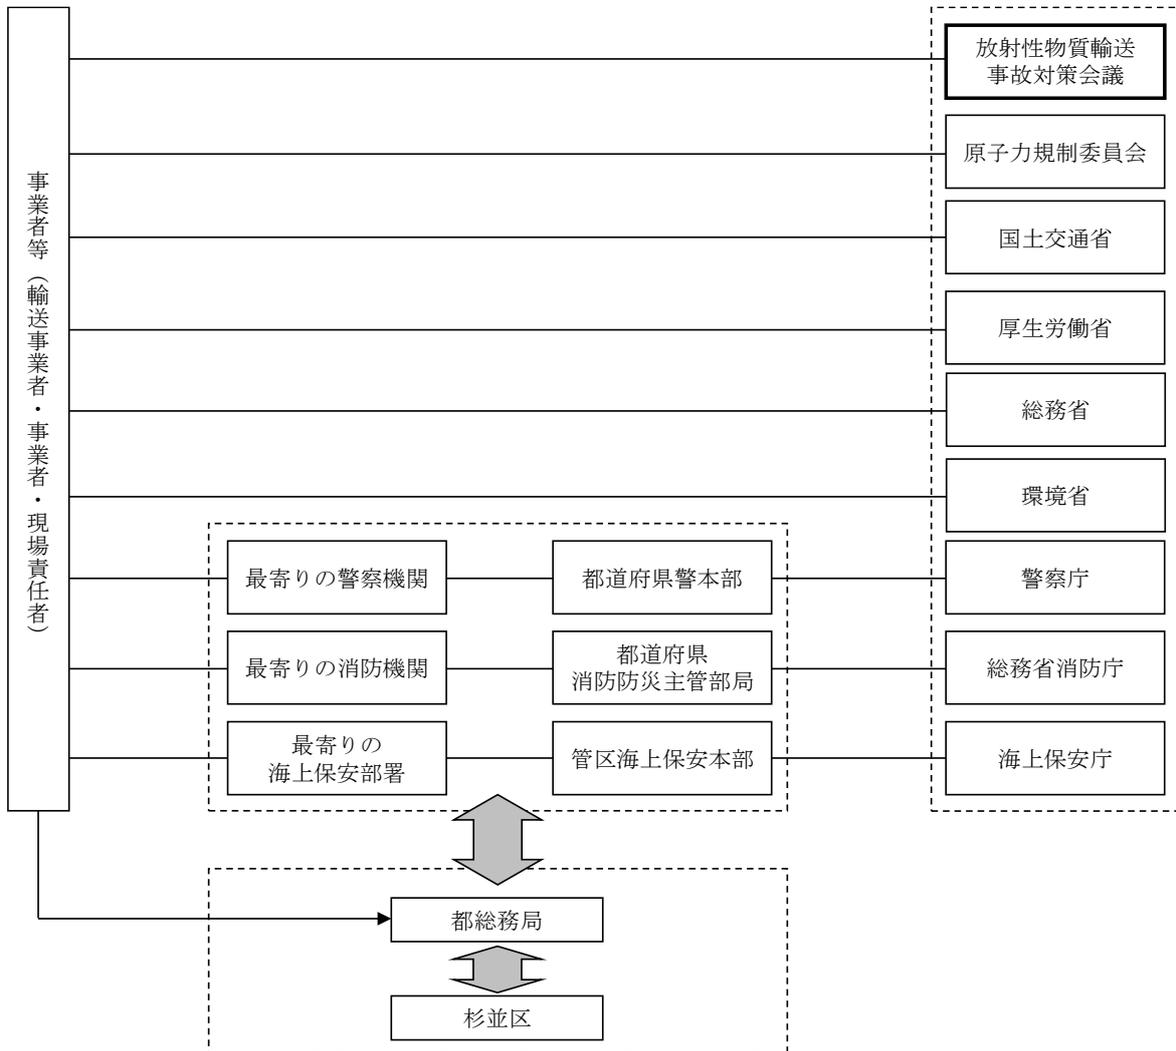 事業者等（輸送事業者・事業者・現場責任者）
放射性物質輸送
事故対策会議
原子力規制委員会
国土交通省
厚生労働省
総務省
環境省
最寄りの警察機関
都道府県警本部
警察庁
最寄りの消防機関
都道府県
消防防災主管部局
総務省消防庁
最寄りの
海上保安部署
管区海上保安本部
海上保安庁
都総務局
杉並区